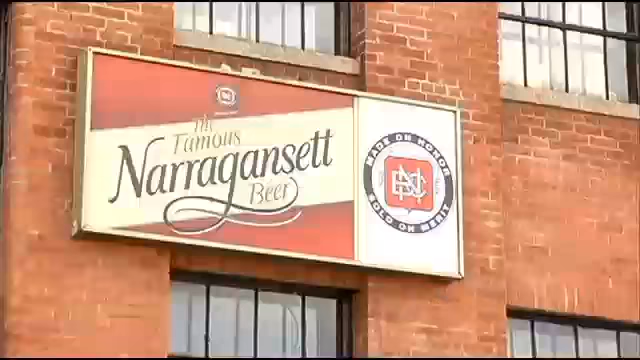 The
Famous
Narragansett
Beer
MADE ON HONOR
SOLD ON MERIT